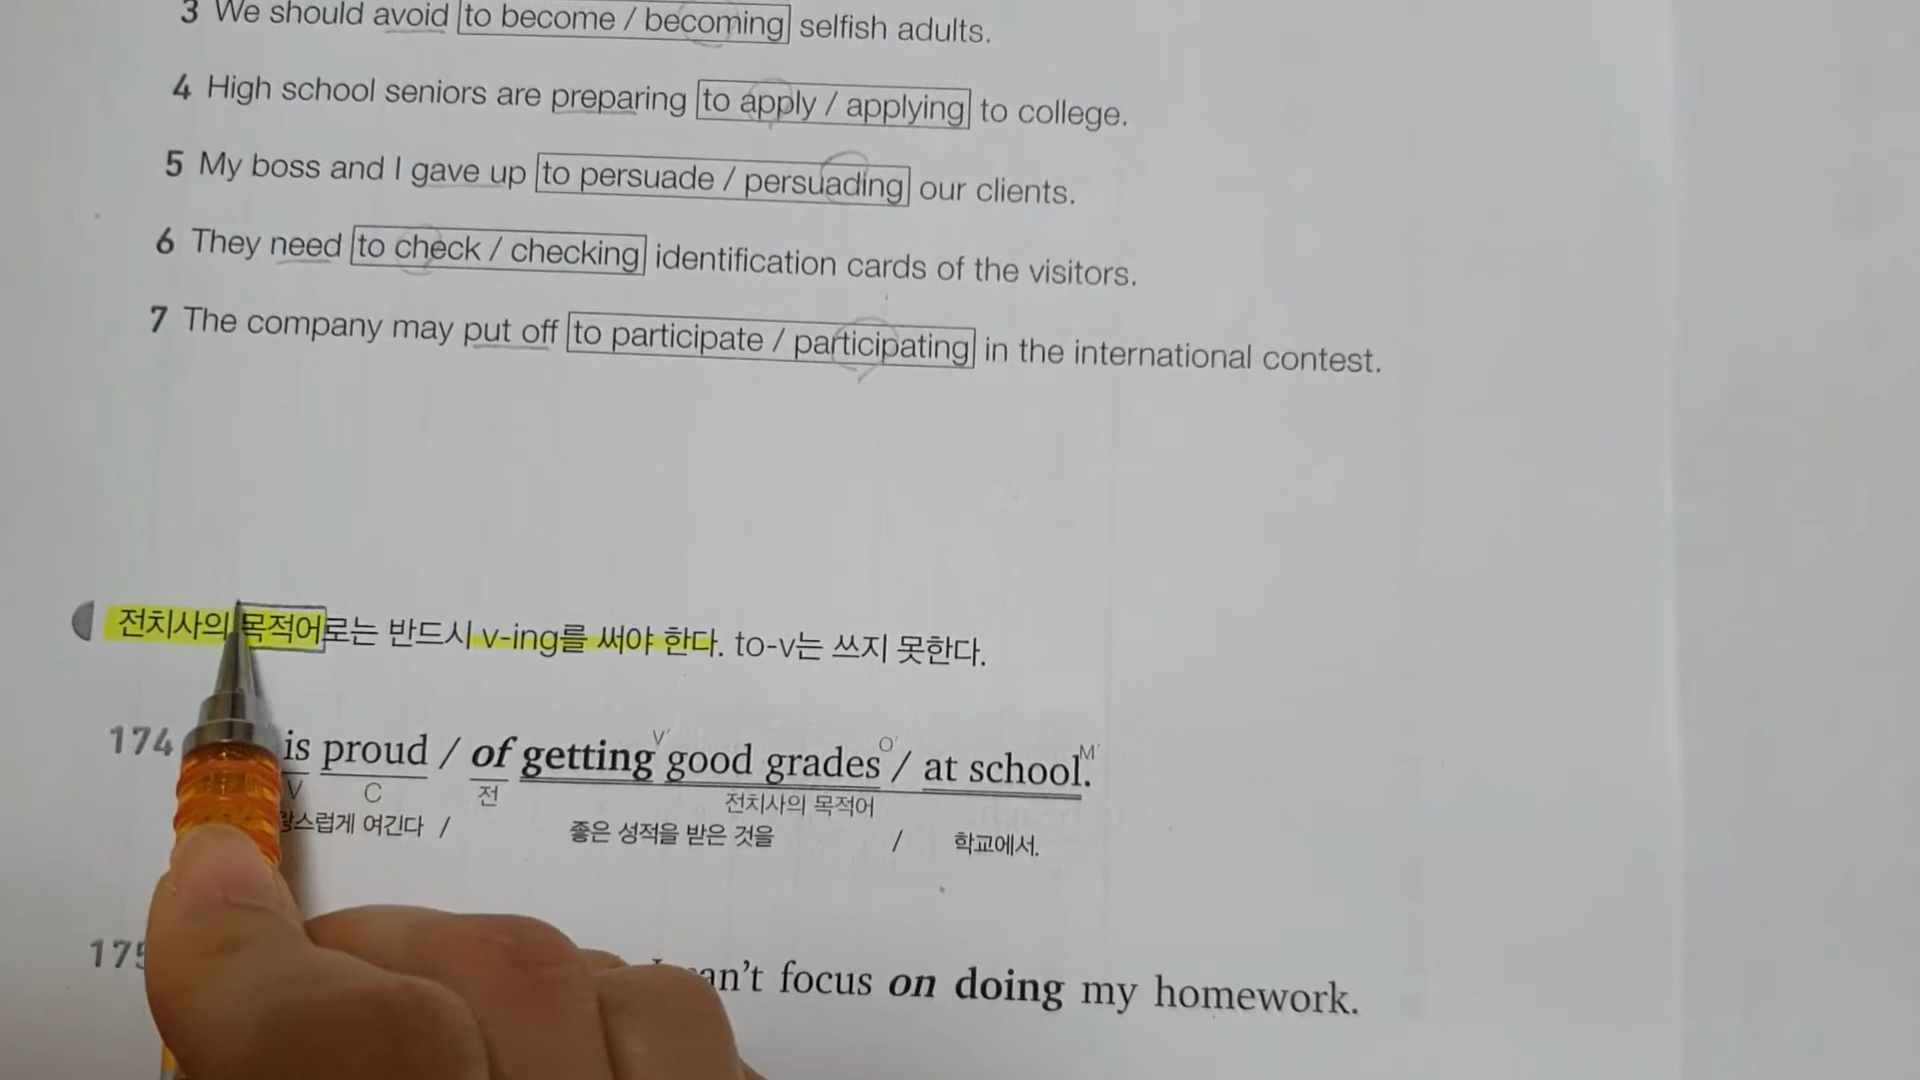 3 We should avoid to become / becoming selfish adults.
4 High school seniors are preparing to apply / applying to college.
5 My boss and I gave up to persuade / persuading our clients.
6 They need to check / checking identification cards of the visitors.
7 The company may put off to participate / participating in the international contest.
전치사의 목적어로는 반드시 v-ing를 써야 한다. to-v는 쓰지 못한다.
174 is proud / of getting V′ good grades O′ / at school. M′
V C 전 전치사의 목적어
여긴다 / 좋은 성적을 받은 것을 / 학교에서.
175 can't focus on doing my homework.